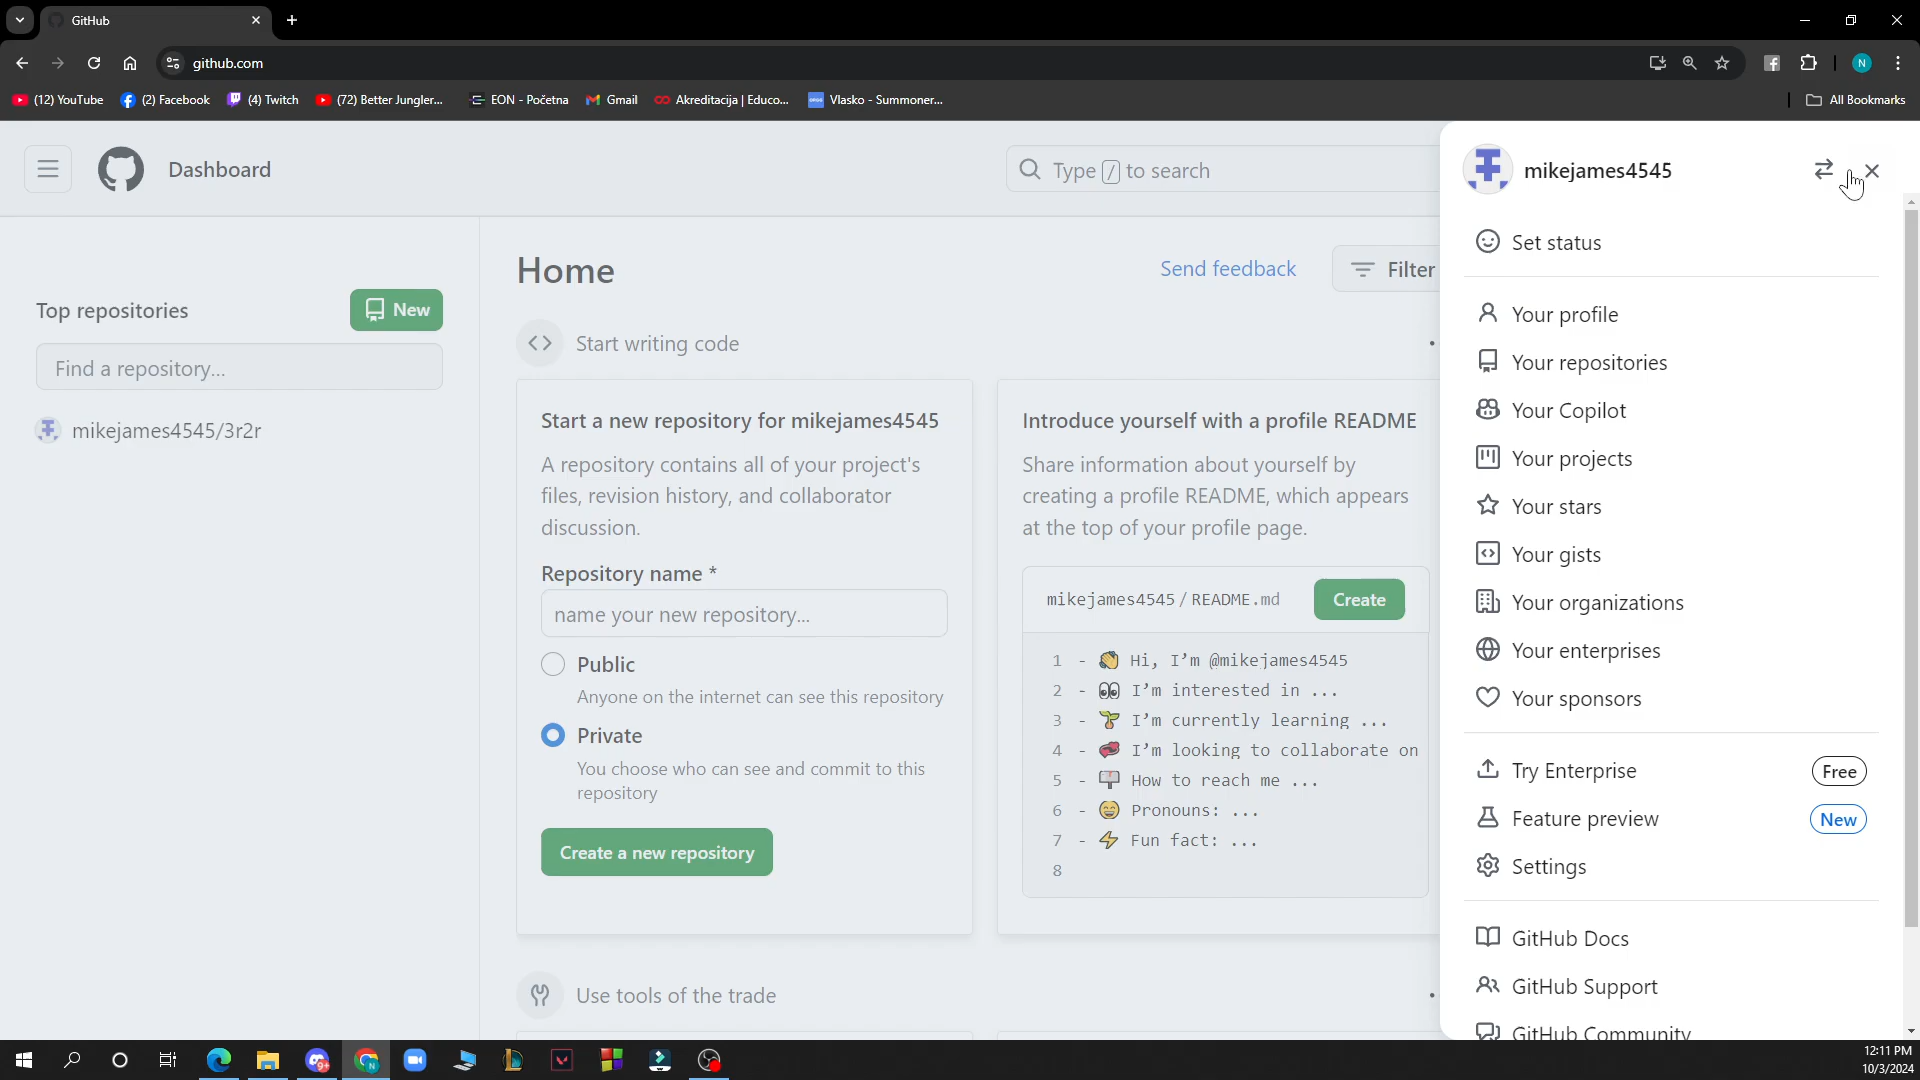 GitHub
github.com
N
(12) YouTube
(2) Facebook
(4) Twitch
(72) Better Jungler...
EON - Početna
Gmail
Akreditacija | Educo...
Vlasko - Summoner...
All Bookmarks
Dashboard
Type / to search
Top repositories
New
Find a repository...
mikejames4545/3r2r
Home
Send feedback
Filter
Start writing code
Start a new repository for mikejames4545
A repository contains all of your project's
files, revision history, and collaborator
discussion.
Repository name *
name your new repository...
Public
Anyone on the internet can see this repository
Private
You choose who can see and commit to this
repository
Create a new repository
Introduce yourself with a profile README
Share information about yourself by
creating a profile README, which appears
at the top of your profile page.
mikejames4545 / README.md
Create
1 - 👋 Hi, I’m @mikejames4545
2 - 👀 I’m interested in ...
3 - 🌱 I’m currently learning ...
4 - 💞️ I’m looking to collaborate on
5 - 📫 How to reach me ...
6 - 😄 Pronouns: ...
7 - ⚡ Fun fact: ...
8
Use tools of the trade
mikejames4545
Set status
Your profile
Your repositories
Your Copilot
Your projects
Your stars
Your gists
Your organizations
Your enterprises
Your sponsors
Try Enterprise
Free
Feature preview
New
Settings
GitHub Docs
GitHub Support
GitHub Community
9+
N
12:11 PM
10/3/2024